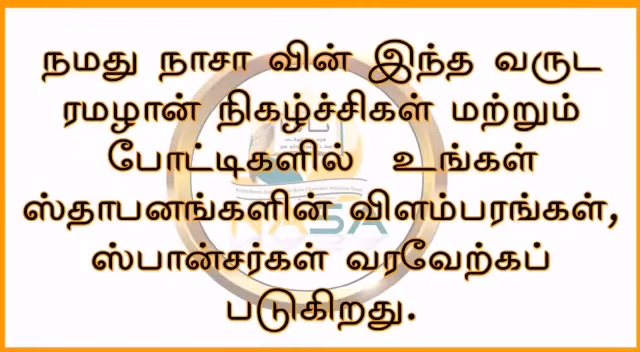 நமது நாசா வின் இந்த வருட
ரமழான் நிகழ்ச்சிகள் மற்றும்
போட்டிகளில் உங்கள்
ஸ்தாபனங்களின் விளம்பரங்கள்,
ஸ்பான்சர்கள் வரவேற்கப்
படுகிறது.
NASA